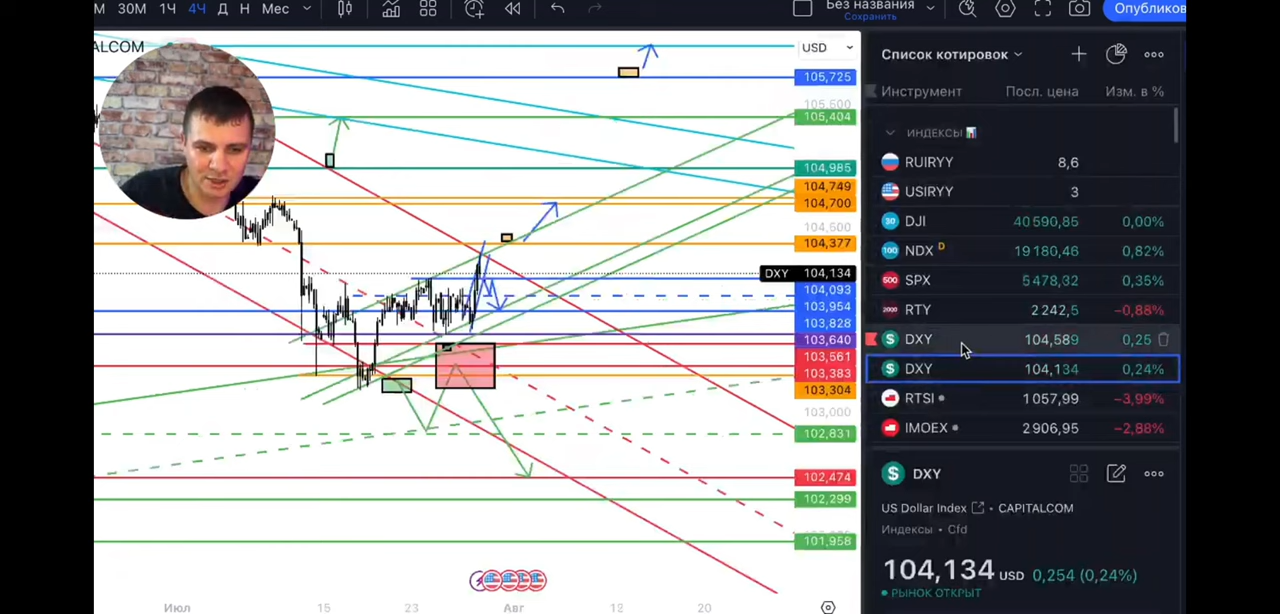 М 30М 1Ч 4Ч Д Н Мес
Без названия
Сохранить
Опубликов
ALCOM
USD
105,725
105,500
105,404
104,985
104,749
104,700
104,500
104,377
DXY 104,134
104,093
103,954
103,828
103,640
103,561
103,383
103,304
103,000
102,831
102,474
102,299
101,958
Июл 15 23 Авг 12 20
Список котировок
Инструмент Посл. цена Изм. в %
ИНДЕКСЫ
RUIRYY 8,6
USIRYY 3
DJI 40 590,85 0,00%
NDX D 19 180,46 0,82%
SPX 5 478,32 0,35%
RTY 2 242,5 −0,88%
DXY 104,589 0,25
DXY 104,134 0,24%
RTSI 1 057,99 −3,99%
IMOEX 2 906,95 −2,88%
DXY
US Dollar Index • CAPITALCOM
Индексы • Cfd
104,134 USD 0,254 (0,24%)
РЫНОК ОТКРЫТ